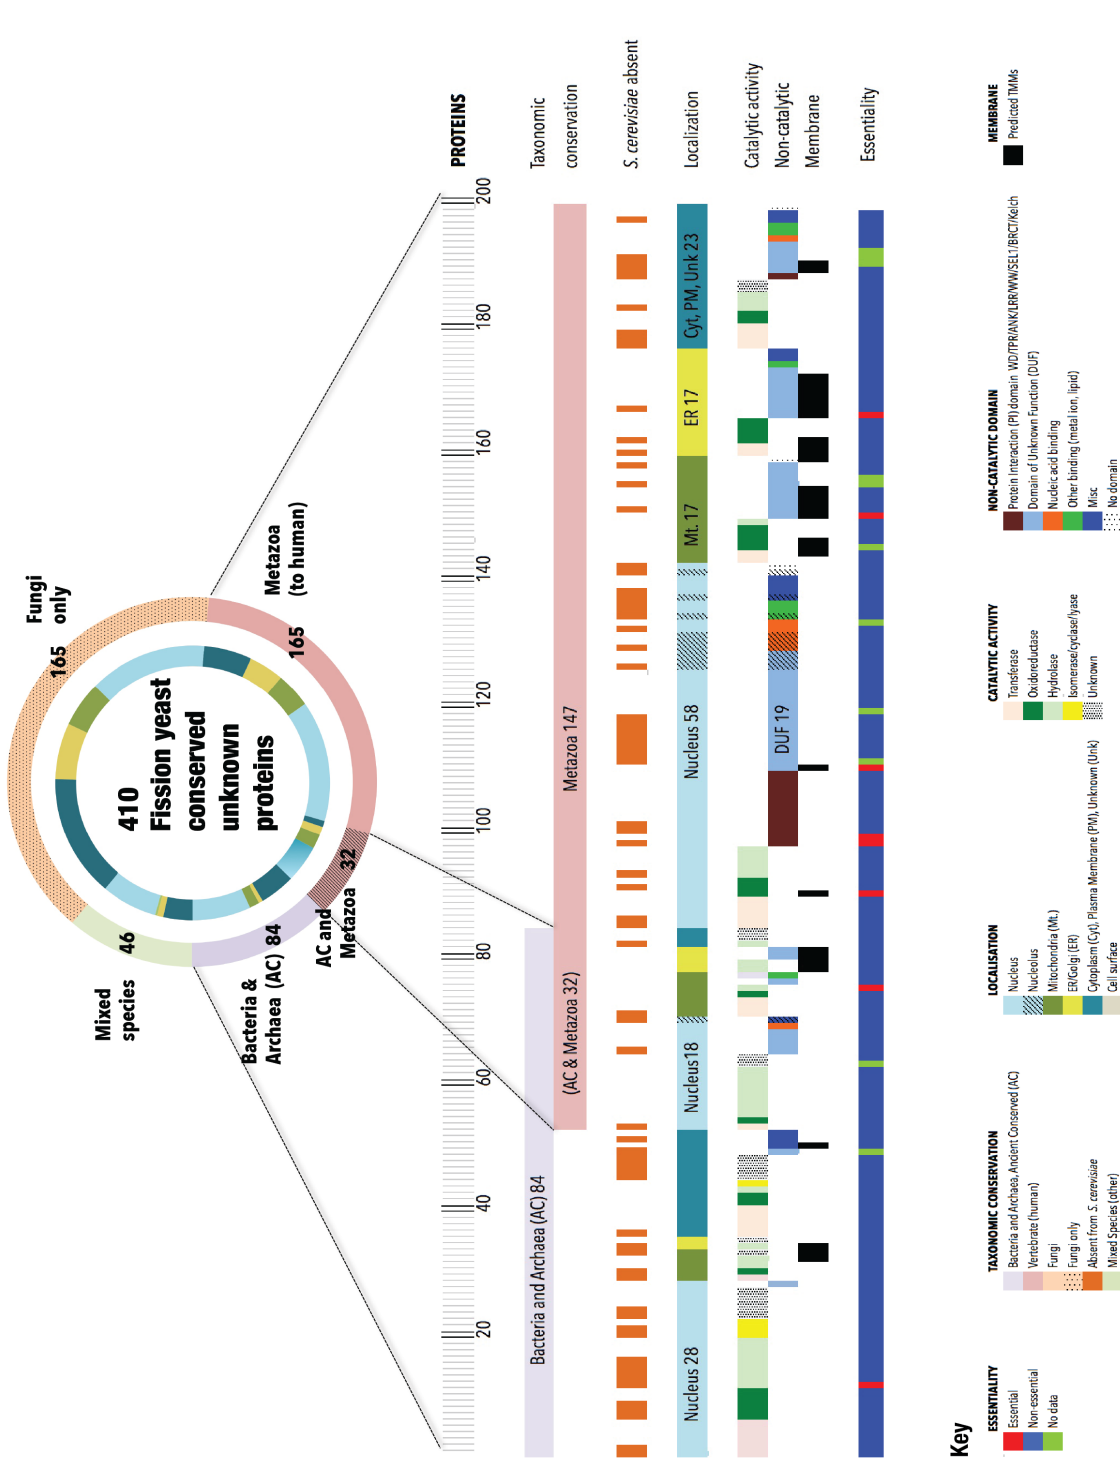 Fungi
only
165
Metazoa
(to human)
165
410
Fission yeast
conserved
unknown
proteins
46
Mixed
species
84
Bacteria &
Archaea (AC)
32
AC and
Metazoa
PROTEINS
20
40
60
80
100
120
140
160
180
200
Taxonomic
conservation
Bacteria and Archaea (AC) 84
(AC & Metazoa 32)
Metazoa 147
S. cerevisiae absent
Localization
Nucleus 28
Nucleus18
Nucleus 58
Mt. 17
ER 17
Cyt, PM, Unk 23
Catalytic activity
Non-catalytic
DUF 19
Membrane
Essentiality
Key
ESSENTIALITY
Essential
Non-essential
No data
TAXONOMIC CONSERVATION
Bacteria and Archaea, Ancient Conserved (AC)
Vertebrate (human)
Fungi
Fungi only
Absent from S. cerevisiae
Mixed Species (other)
LOCALISATION
Nucleus
Nucleolus
Mitochondria (Mt.)
ER/Golgi (ER)
Cytoplasm (Cyt), Plasma Membrane (PM), Unknown (Unk)
Cell surface
CATALYTIC ACTIVITY
Transferase
Oxidoreductase
Hydrolase
Isomerase/cyclase/lyase
Unknown
NON-CATALYTIC DOMAIN
Protein Interaction (PI) domain WD/TPR/ANK/LRR/WW/SEL1/BRCT/Kelch
Domain of Unknown Function (DUF)
Nucleic acid binding
Other binding (metal ion, lipid)
Misc
No domain
MEMBRANE
Predicted TMMs